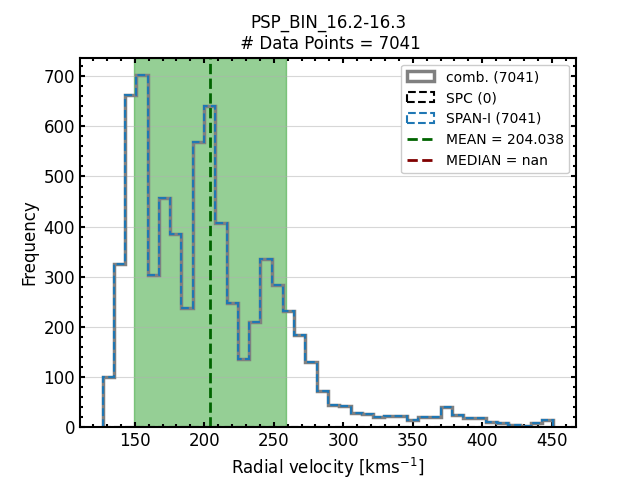 PSP_BIN_16.2-16.3
# Data Points = 7041
comb. (7041)
SPC (0)
SPAN-I (7041)
MEAN = 204.038
MEDIAN = nan
Frequency
700
600
500
400
300
200
100
0
150 200 250 300 350 400 450
Radial velocity [kms⁻¹]